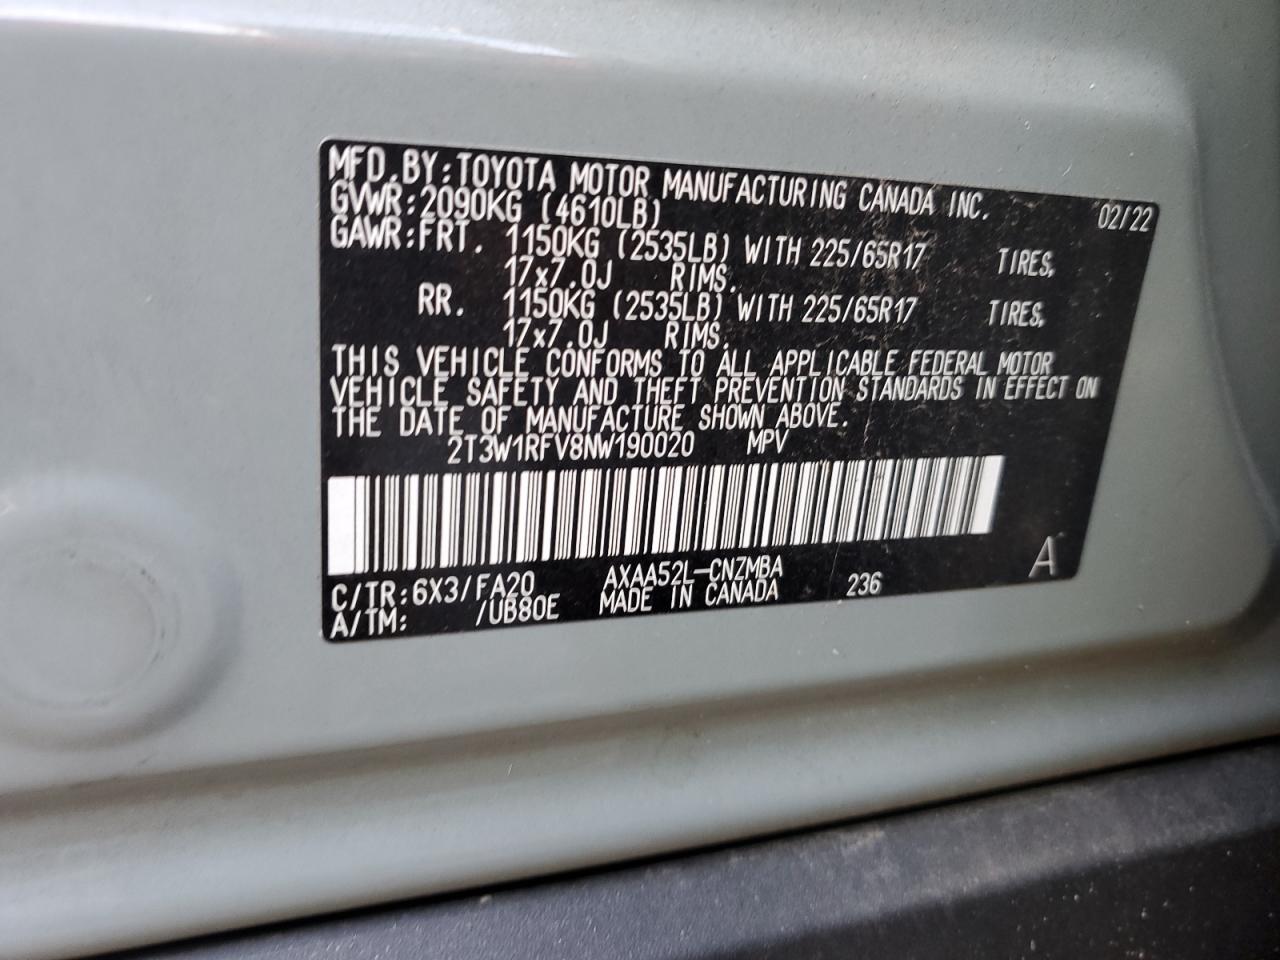 MFD.BY:TOYOTA MOTOR MANUFACTURING CANADA INC. 02/22
GVWR:2090KG (4610LB)
GAWR:FRT. 1150KG (2535LB) WITH 225/65R17 TIRES,
17x7.0J RIMS.
RR. 1150KG (2535LB) WITH 225/65R17 TIRES,
17x7.0J RIMS.
THIS VEHICLE CONFORMS TO ALL APPLICABLE FEDERAL MOTOR
VEHICLE SAFETY AND THEFT PREVENTION STANDARDS IN EFFECT ON
THE DATE OF MANUFACTURE SHOWN ABOVE.
2T3W1RFV8NW190020 MPV
C/TR:6X3/FA20 AXAA52L-CNZMBA 236 A
A/TM: /UB80E MADE IN CANADA